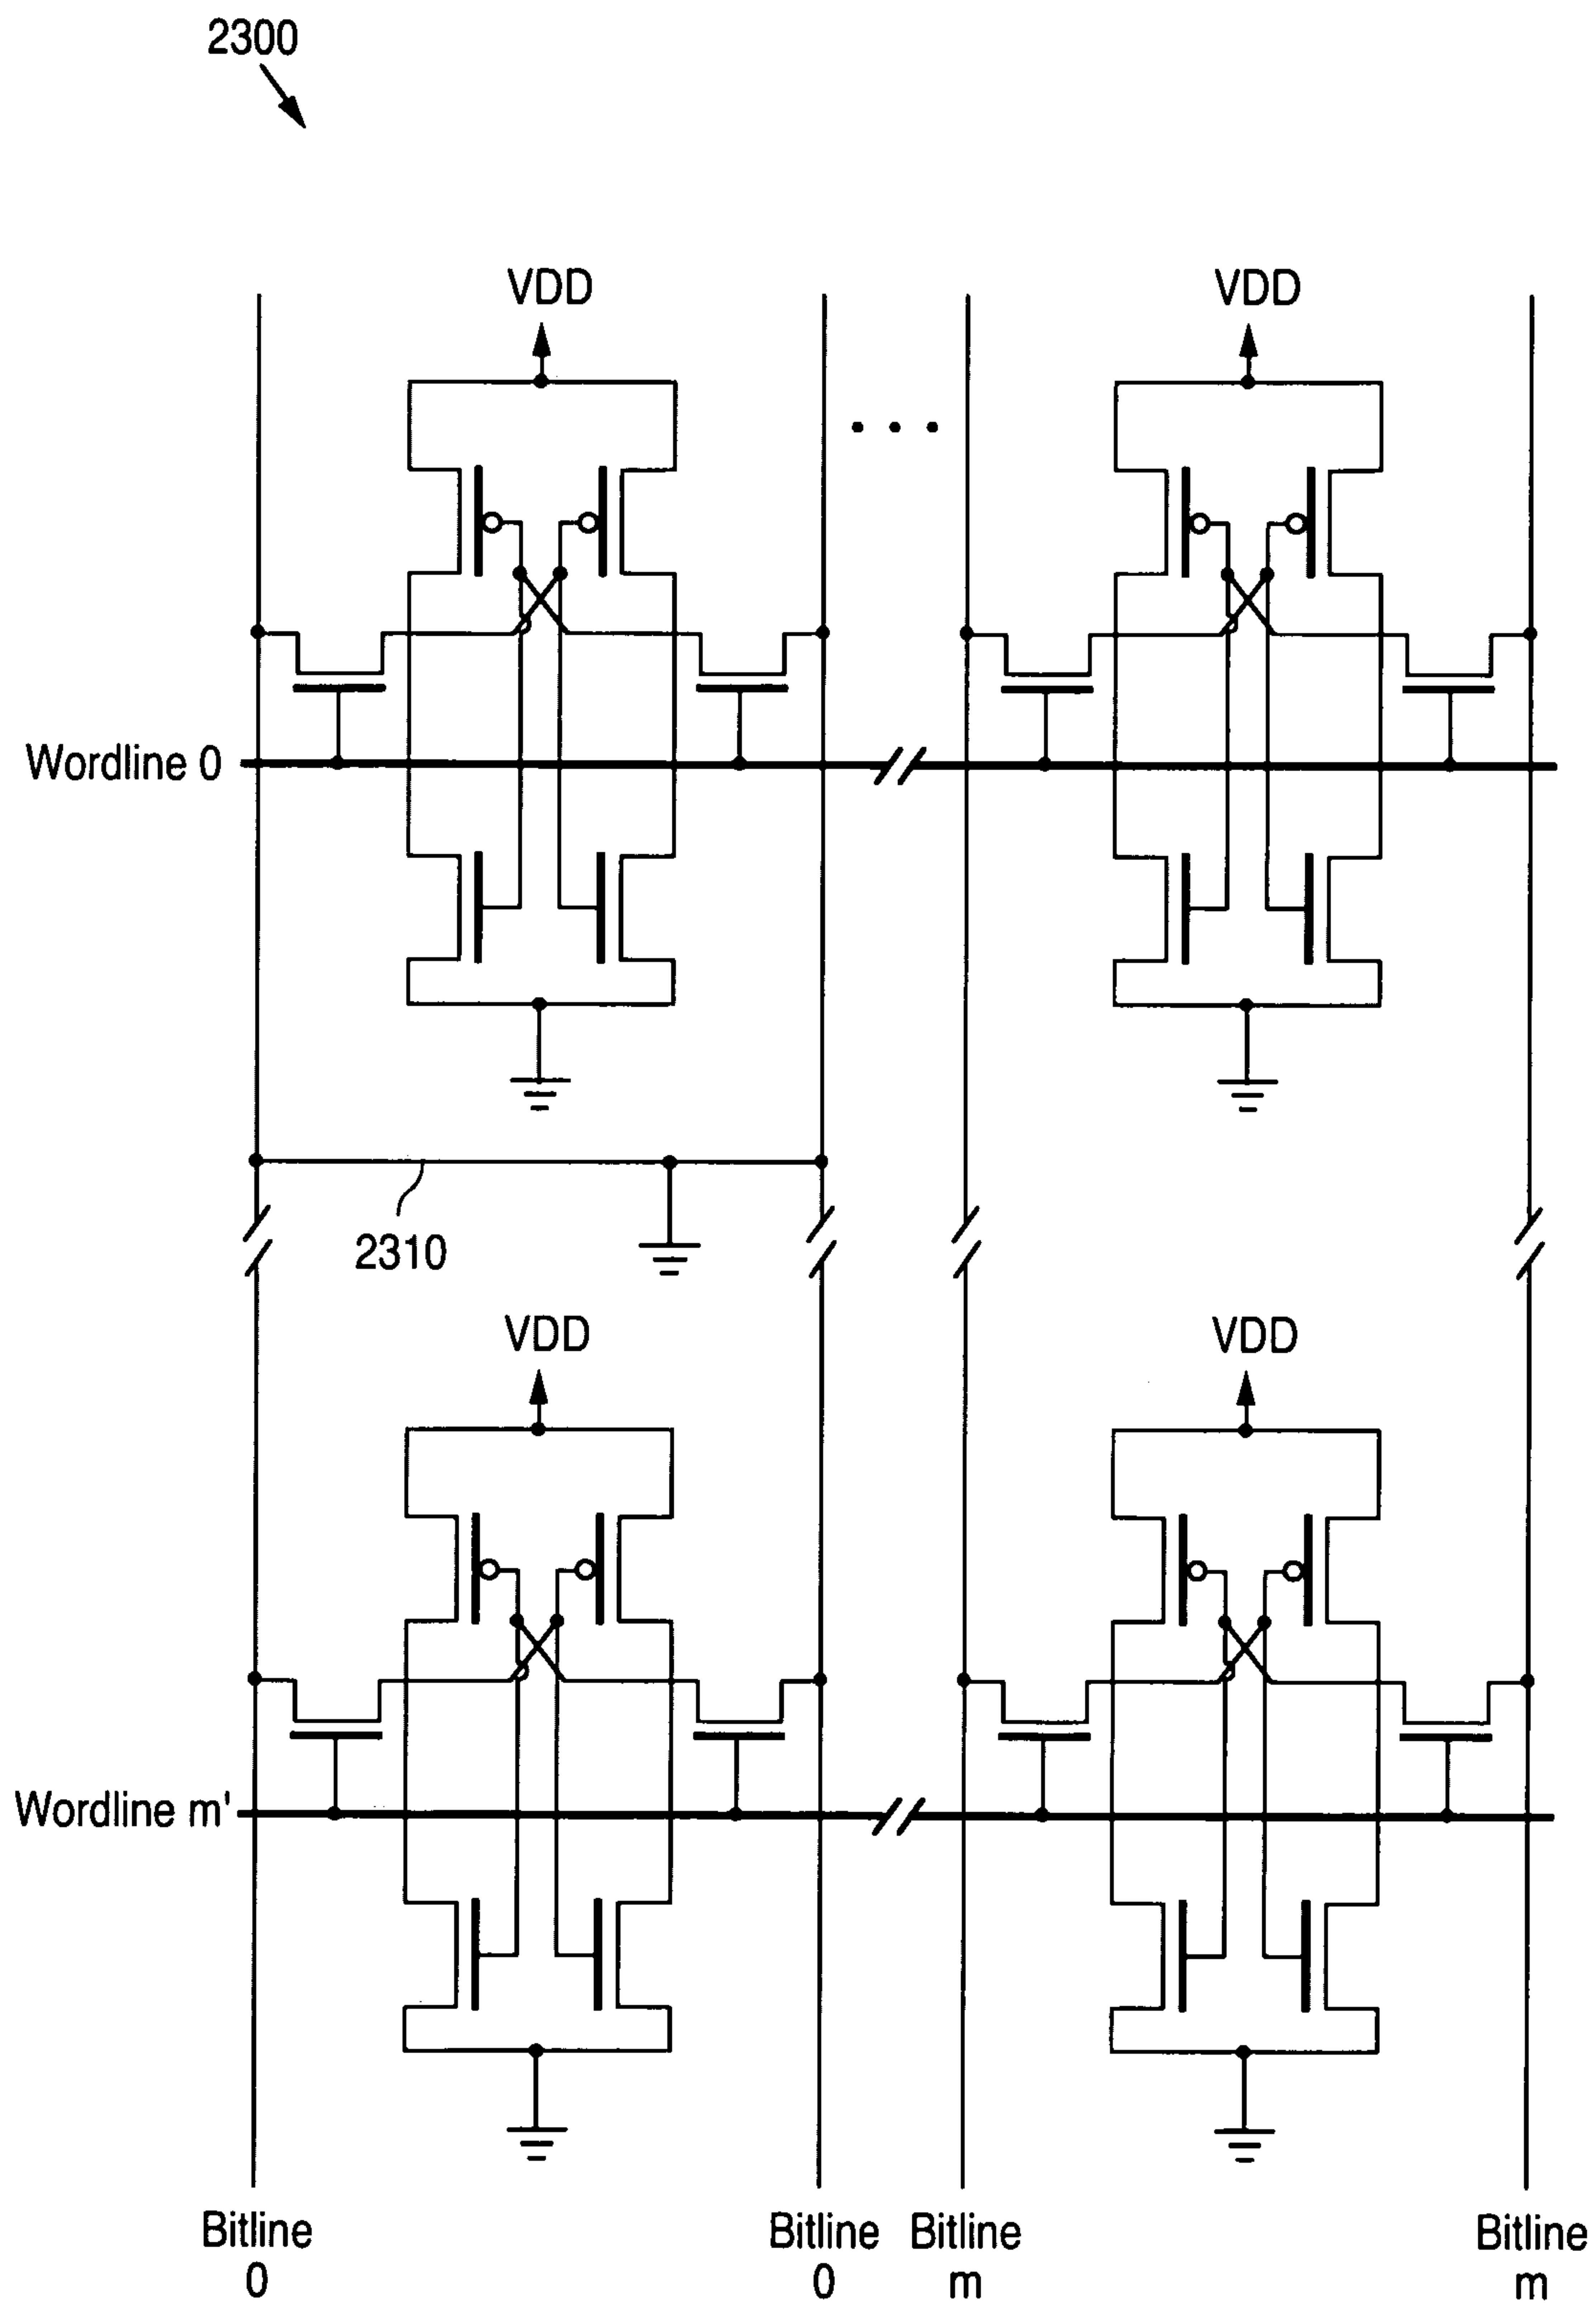 2300
VDD
VDD
Wordline 0
2310
VDD
VDD
Wordline m'
Bitline
0
Bitline
0
Bitline
m
Bitline
m